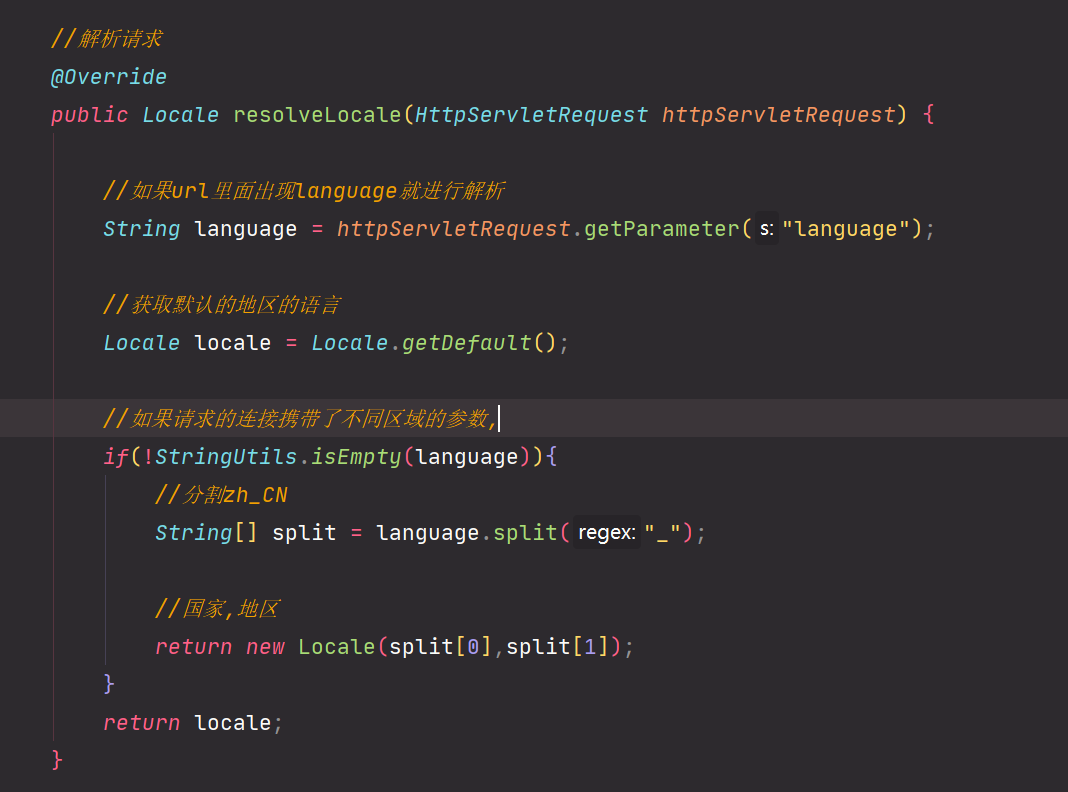 //解析请求
@Override
public Locale resolveLocale(HttpServletRequest httpServletRequest) {
//如果url里面出现language就进行解析
String language = httpServletRequest.getParameter( s: "language");
//获取默认的地区的语言
Locale locale = Locale.getDefault();
//如果请求的连接携带了不同区域的参数,
if(!StringUtils.isEmpty(language)){
//分割zh_CN
String[] split = language.split( regex: "_");
//国家,地区
return new Locale(split[0],split[1]);
}
return locale;
}